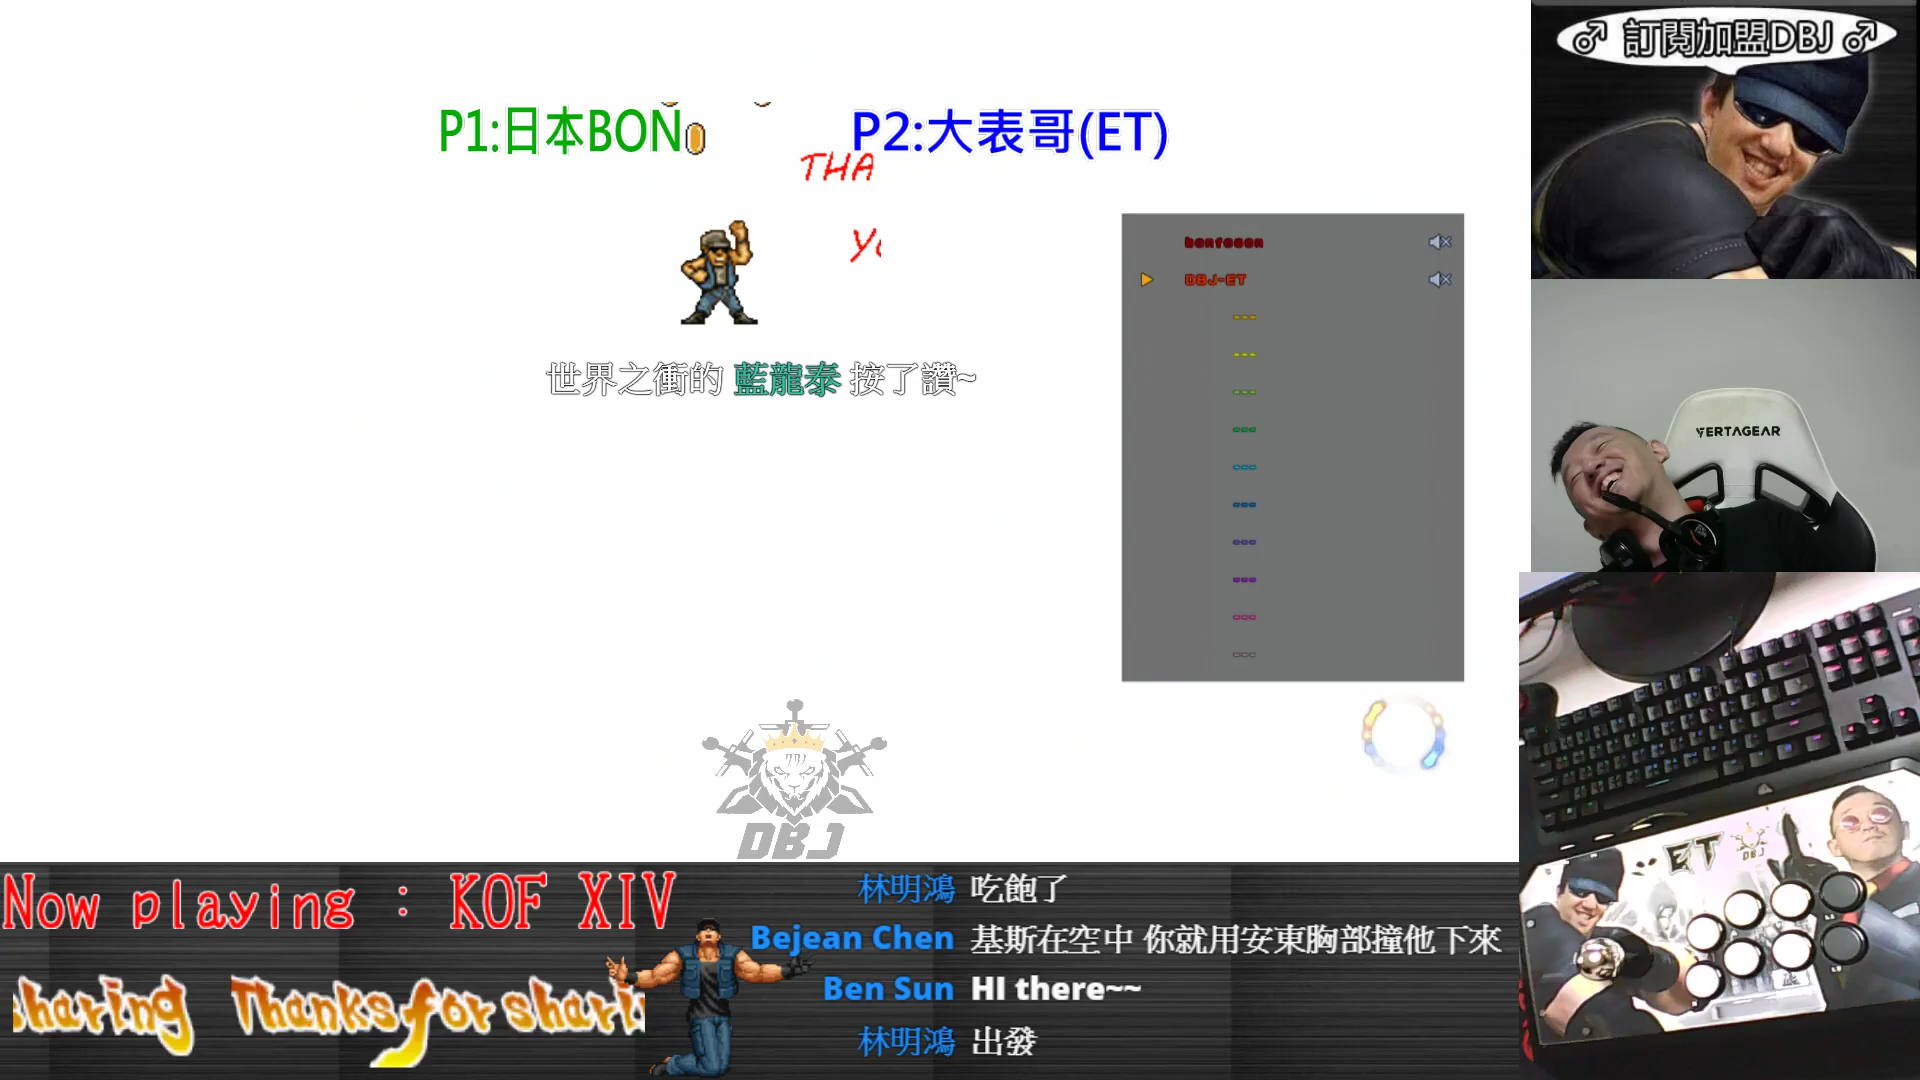 ♂ 訂閱加盟DBJ ♂
P1:日本BON
P2:大表哥(ET)
THA
bonfocon
DBJ-ET
---
---
---
---
---
---
---
---
---
---
世界之衝的 藍龍泰 按了讚~
VERTAGEAR
DBJ
ET
DBJ
Now playing : KOF XIV
haring Thanks for shari
林明鴻 吃飽了
Bejean Chen 基斯在空中 你就用安東胸部撞他下來
Ben Sun HI there~~
林明鴻 出發